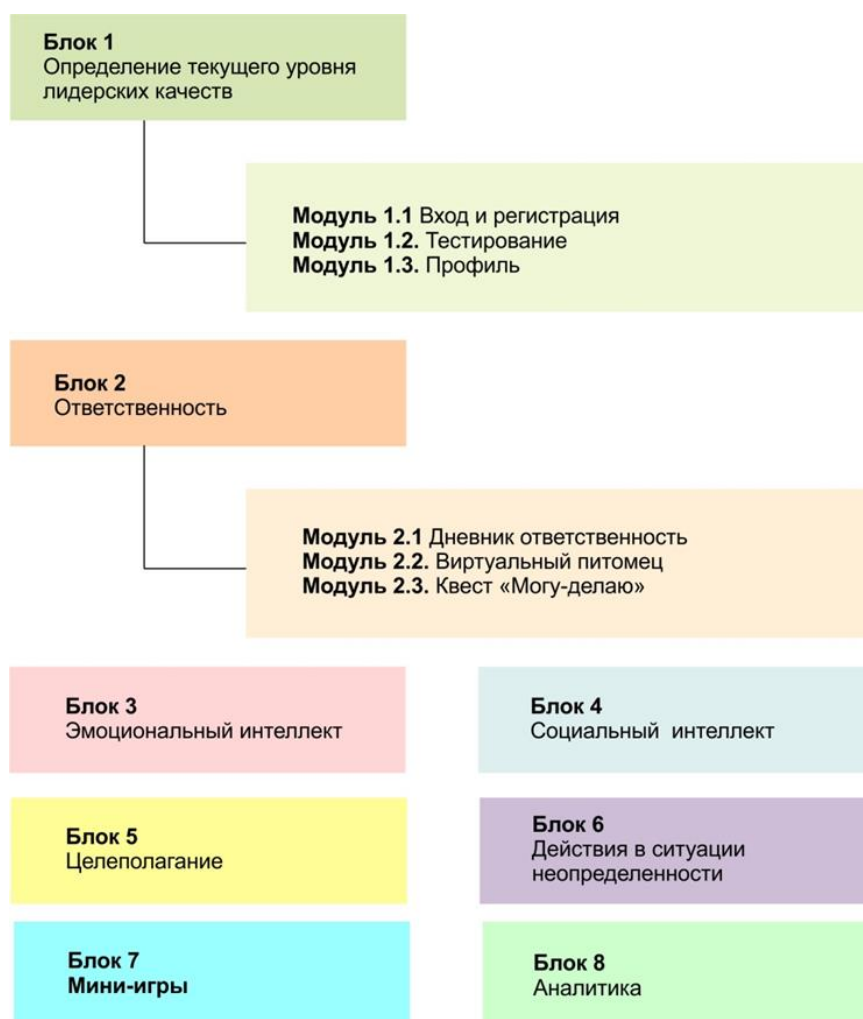 Блок 1
Определение текущего уровня
лидерских качеств
Модуль 1.1 Вход и регистрация
Модуль 1.2. Тестирование
Модуль 1.3. Профиль
Блок 2
Ответственность
Модуль 2.1 Дневник ответственность
Модуль 2.2. Виртуальный питомец
Модуль 2.3. Квест «Могу-делаю»
Блок 3
Эмоциональный интеллект
Блок 4
Социальный интеллект
Блок 5
Целеполагание
Блок 6
Действия в ситуации
неопределенности
Блок 7
Мини-игры
Блок 8
Аналитика